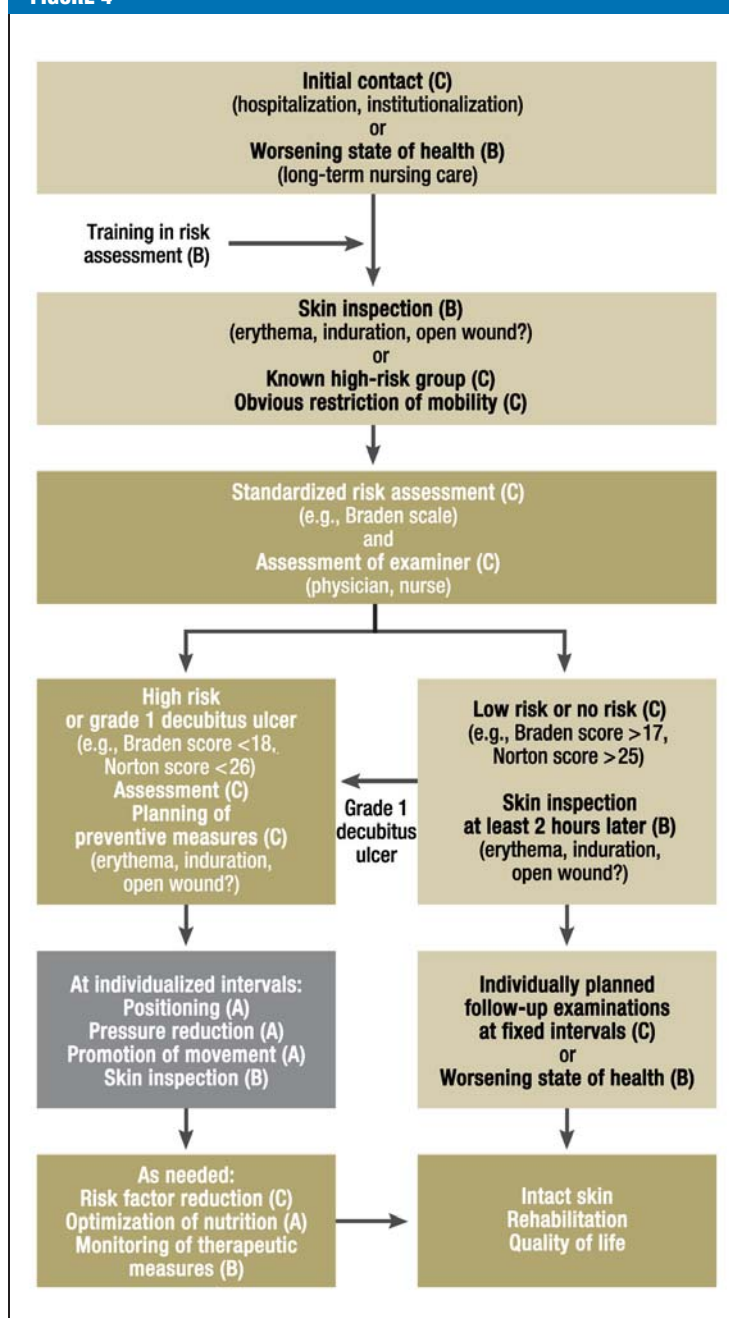 Initial contact (C)
(hospitalization, institutionalization)
or
Worsening state of health (B)
(long-term nursing care)
Training in risk
assessment (B)
Skin inspection (B)
(erythema, induration, open wound?)
or
Known high-risk group (C)
Obvious restriction of mobility (C)
Standardized risk assessment (C)
(e.g., Braden scale)
and
Assessment of examiner (C)
(physician, nurse)
High risk
or grade 1 decubitus ulcer
(e.g., Braden score <18,
Norton score <26)
Assessment (C)
Planning of
preventive measures (C)
(erythema, induration,
open wound?)
Grade 1
decubitus
ulcer
Low risk or no risk (C)
(e.g., Braden score >17,
Norton score >25)
Skin inspection
at least 2 hours later (B)
(erythema, induration,
open wound?)
At individualized intervals:
Positioning (A)
Pressure reduction (A)
Promotion of movement (A)
Skin inspection (B)
Individually planned
follow-up examinations
at fixed intervals (C)
or
Worsening state of health (B)
As needed:
Risk factor reduction (C)
Optimization of nutrition (A)
Monitoring of therapeutic
measures (B)
Intact skin
Rehabilitation
Quality of life